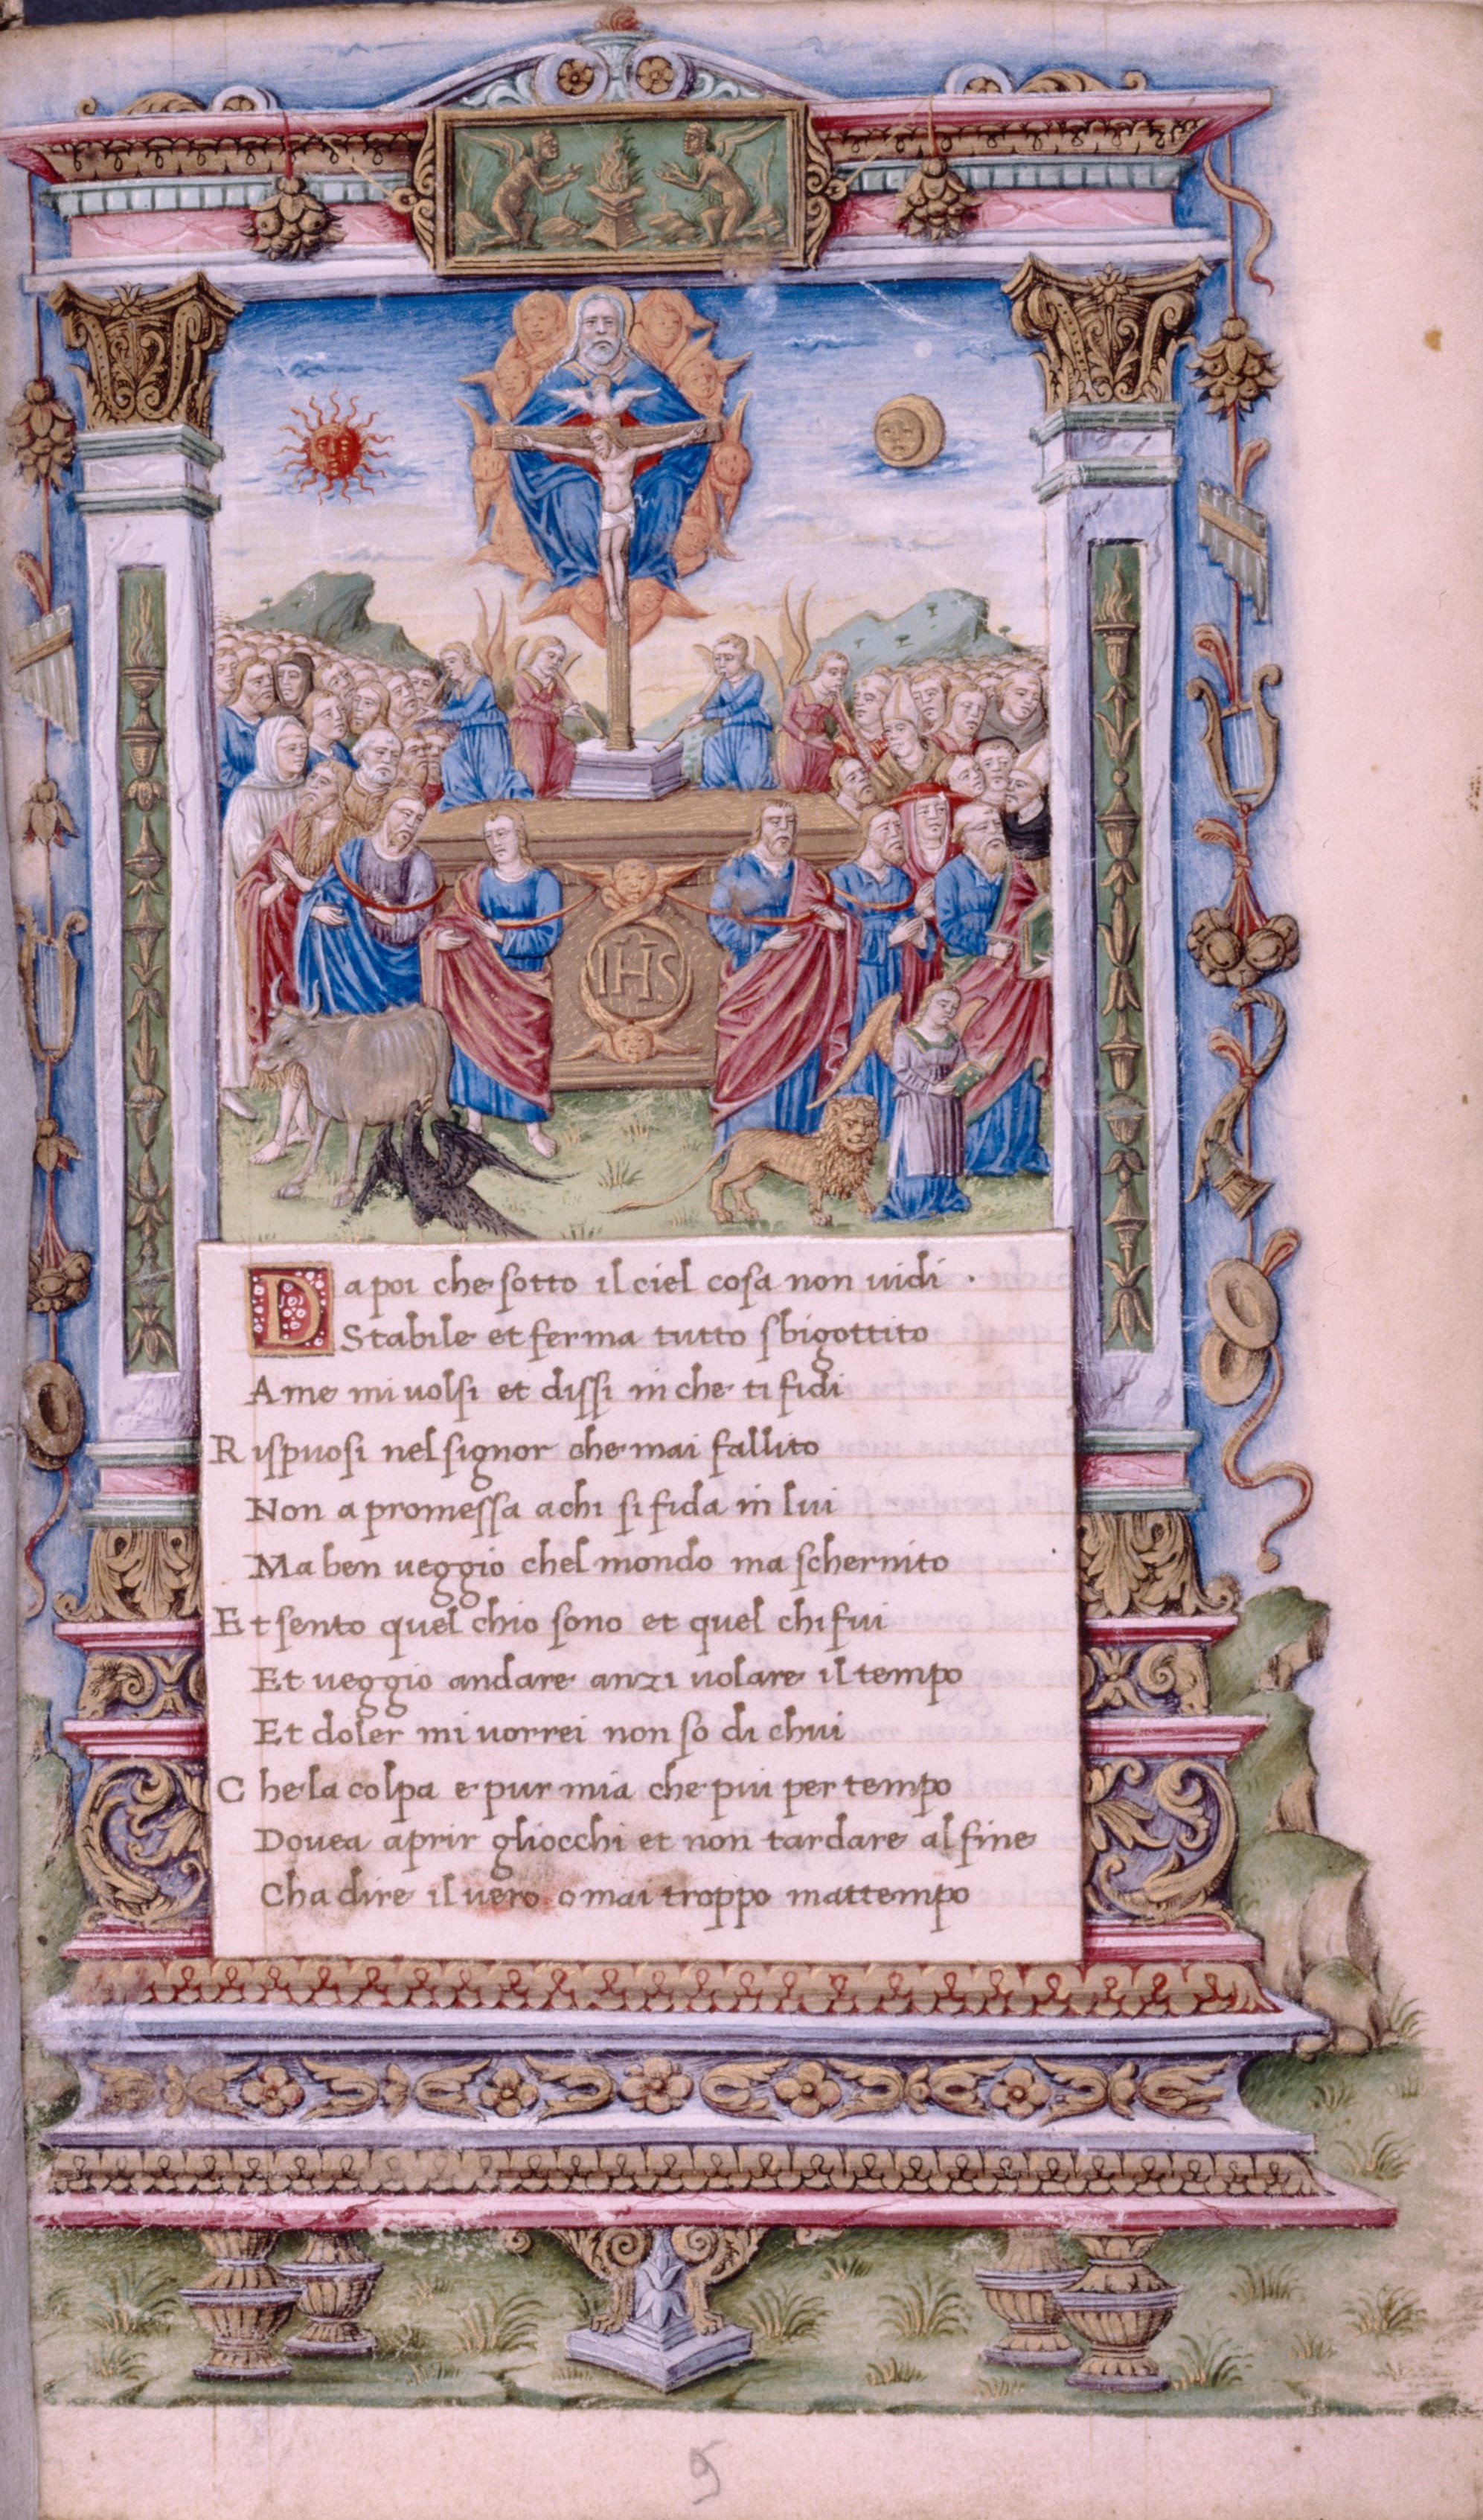 IHS
Da poi che sotto il ciel cosa non uidi ·
Stabile et ferma tutto sbigottito
A me mi uolsi et dissi in che ti fidi
Rispuosi nel signor che mai fallito
Non a promessa a chi si fida in lui
Ma ben ueggio chel mondo ma schernito
Et sento quel chio sono et quel chi fui
Et ueggio andare anzi uolare il tempo
Et doler mi uorrei non so di chui
Che la colpa e pur mia che piu per tempo
Douea aprir gliocchi et non tardare al fine
Cha dire il uero omai troppo mattempo